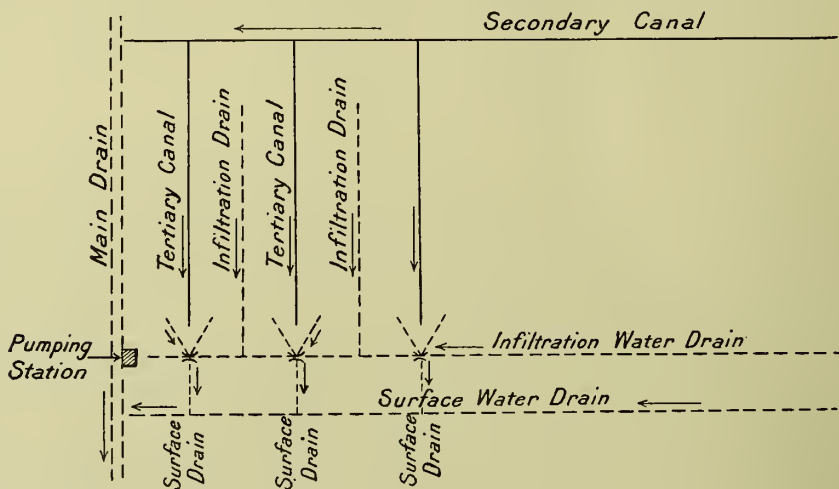 Secondary Canal
Main Drain
Tertiary Canal
Infiltration Drain
Tertiary Canal
Infiltration Drain
Pumping
Station
Infiltration Water Drain
Surface Water Drain
Surface
Drain
Surface
Drain
Surface
Drain